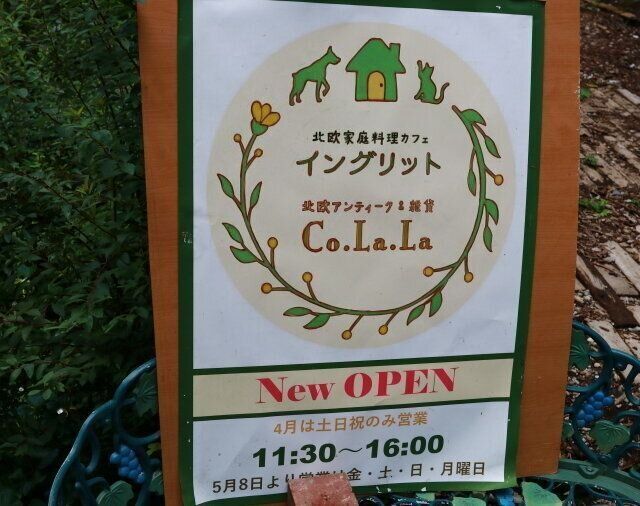 北欧家庭料理カフェ
イングリット
北欧アンティーク&雑貨
Co.La.La
New OPEN
4月は土日祝のみ営業
11:30〜16:00
5月8日より営業は金・土・日・月曜日